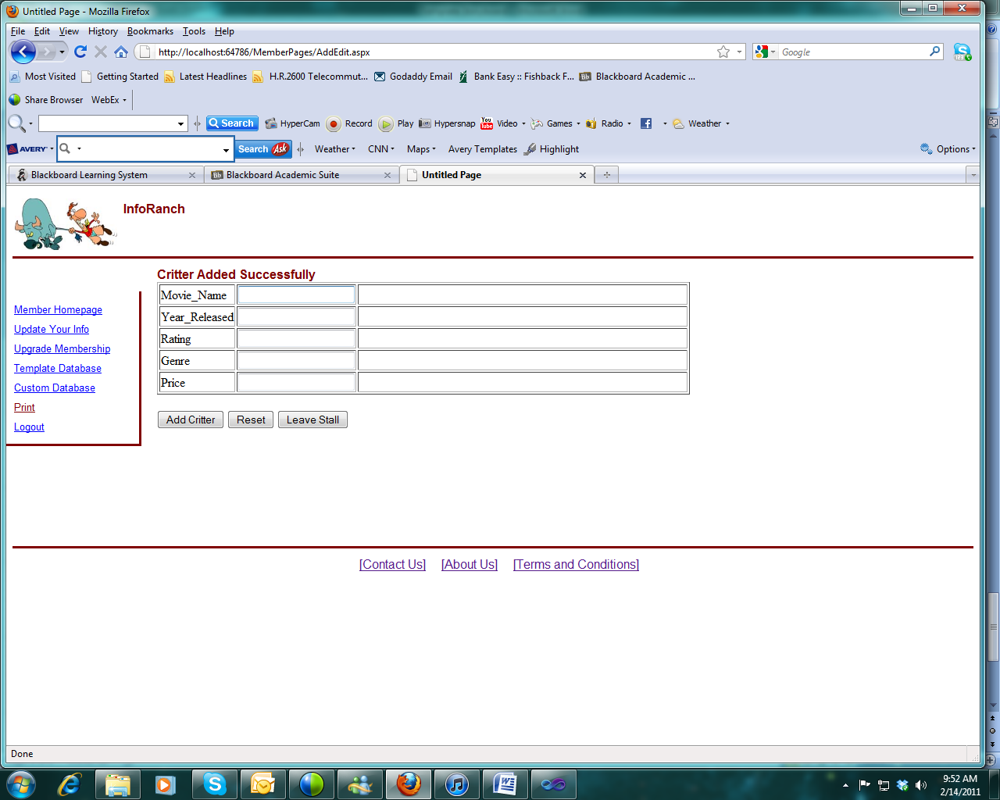 Untitled Page - Mozilla Firefox
File Edit View History Bookmarks Tools Help
http://localhost:64786/MemberPages/AddEdit.aspx Google
Most Visited Getting Started Latest Headlines H.R.2600 Telecommut... Godaddy Email Bank Easy :: Fishback F... Bb Blackboard Academic ...
Share Browser WebEx
Search HyperCam Record Play Hypersnap You Tube Video Games Radio Weather
AVERY Search Ask Weather CNN Maps Avery Templates Highlight Options
Blackboard Learning System Bb Blackboard Academic Suite Untitled Page
InfoRanch
Critter Added Successfully
Movie_Name
Year_Released
Rating
Genre
Price
Add Critter Reset Leave Stall
Member Homepage
Update Your Info
Upgrade Membership
Template Database
Custom Database
Print
Logout
[Contact Us] [About Us] [Terms and Conditions]
Done
9:52 AM
2/14/2011